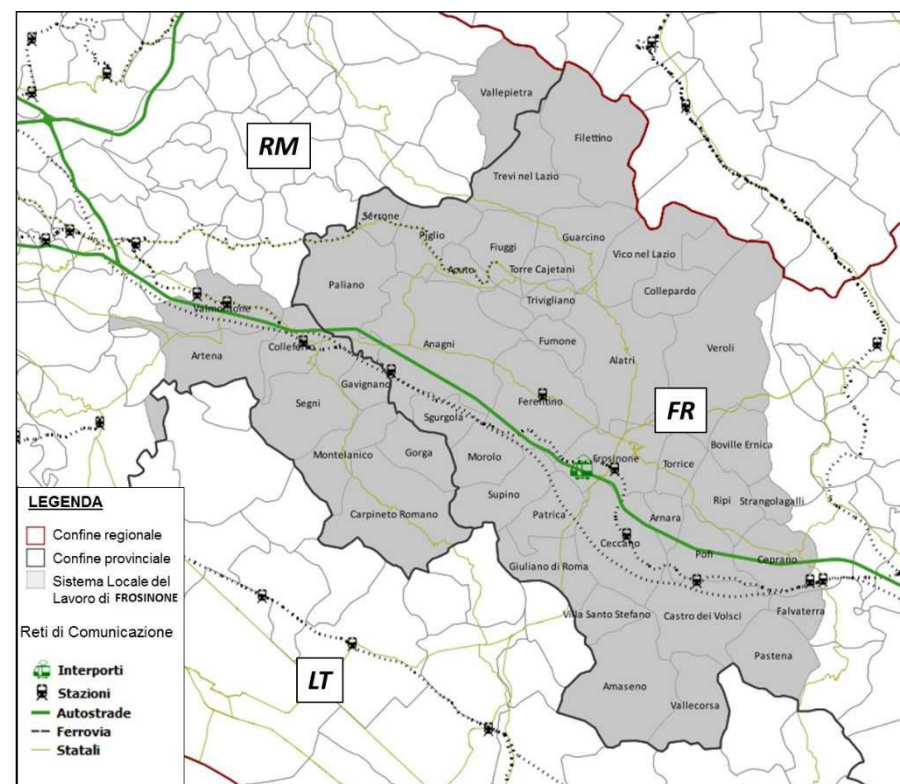 Vallepietra
Filettino
RM
Trevi nel Lazio
Serrone
Piglio
Fiuggi
Guarcino
Vico nel Lazio
Acuto
Torre Cajetani
Paliano
Collepardo
Trivigliano
Valmontone
Anagni
Fumone
Artena
Colleferro
Alatri
Veroli
Gavignano
Segni
Ferentino
Sgurgola
FR
Boville Ernica
Montelanico
Gorga
Morolo
Frosinone
Torrice
Supino
Ripi
Strangolagalli
Carpineto Romano
Patrica
Arnara
Ceccano
Pofi
Ceprano
Giuliano di Roma
Villa Santo Stefano
Castro dei Volsci
Falvaterra
Pastena
LT
Amaseno
Vallecorsa
LEGENDA
Confine regionale
Confine provinciale
Sistema Locale del
Lavoro di FROSINONE
Reti di Comunicazione
Interporti
Stazioni
Autostrade
Ferrovia
Statali